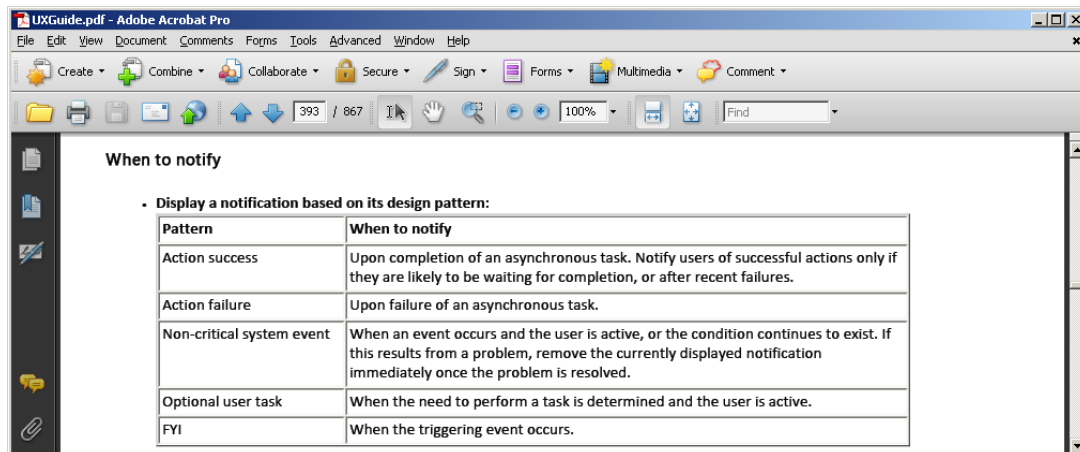 UXGuide.pdf - Adobe Acrobat Pro
File Edit View Document Comments Forms Tools Advanced Window Help
Create Combine Collaborate Secure Sign Forms Multimedia Comment
393 / 867 100% Find
When to notify
• Display a notification based on its design pattern:
Pattern When to notify
Action success Upon completion of an asynchronous task. Notify users of successful actions only if
they are likely to be waiting for completion, or after recent failures.
Action failure Upon failure of an asynchronous task.
Non-critical system event When an event occurs and the user is active, or the condition continues to exist. If
this results from a problem, remove the currently displayed notification
immediately once the problem is resolved.
Optional user task When the need to perform a task is determined and the user is active.
FYI When the triggering event occurs.